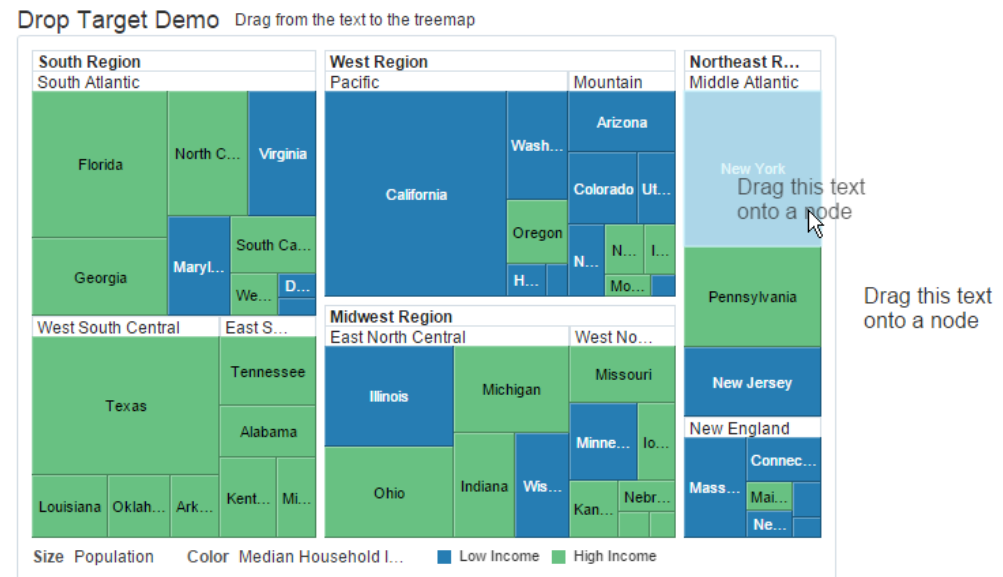 Drop Target Demo Drag from the text to the treemap
South Region
South Atlantic
Florida
North C...
Virginia
Georgia
Maryl...
South Ca...
We...
D...
West South Central
East S...
Texas
Tennessee
Alabama
Louisiana
Oklah...
Ark...
Kent...
Mi...
West Region
Pacific
Mountain
California
Wash...
Oregon
H...
Arizona
Colorado
Ut...
N...
N...
I...
Mo...
Midwest Region
East North Central
West No...
Illinois
Michigan
Ohio
Indiana
Wis...
Missouri
Minne...
Io...
Kan...
Nebr...
Northeast R...
Middle Atlantic
New York
Drag this text
onto a node
Pennsylvania
New Jersey
New England
Mass...
Connec...
Mai...
Ne...
Drag this text
onto a node
Size Population Color Median Household I... Low Income High Income